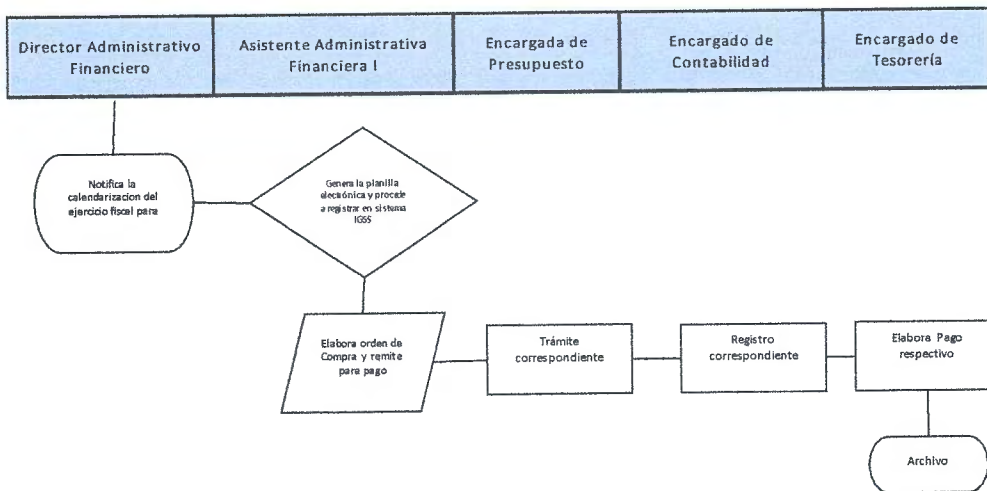 Director Administrativo
Financiero
Asistente Administrativa
Financiera I
Encargada de
Presupuesto
Encargado de
Contabilidad
Encargado de
Tesorería
Notifica la
calendarizacion del
ejercicio fiscal para
Genera la planilla
electrónica y procede
a registrar en sistema
IGSS
Elabora orden de
Compra y remite
para pago
Trámite
correspondiente
Registro
correspondiente
Elabora Pago
respectivo
Archivo